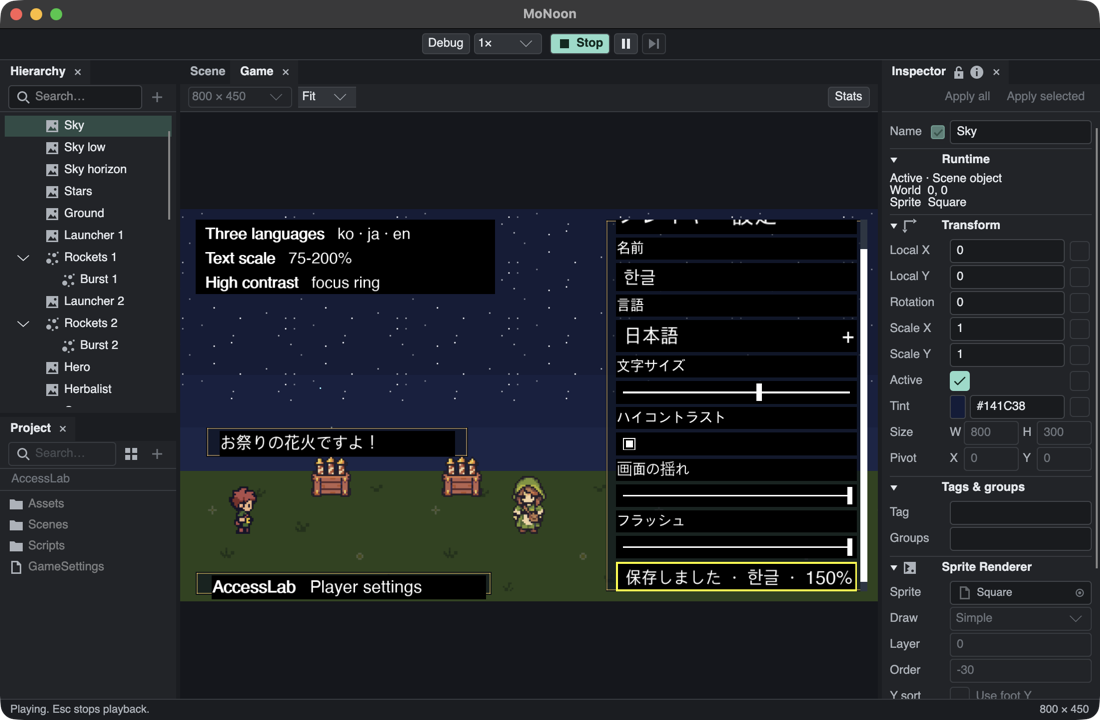 MoNoon
Debug 1× Stop
Hierarchy
Search...
Sky
Sky low
Sky horizon
Stars
Ground
Launcher 1
Rockets 1
Burst 1
Launcher 2
Rockets 2
Burst 2
Hero
Herbalist
Project
Search...
AccessLab
Assets
Scenes
Scripts
GameSettings
Scene Game
800 × 450 Fit Stats
Three languages ko · ja · en
Text scale 75-200%
High contrast focus ring
お祭りの花火ですよ！
AccessLab Player settings
名前
한글
言語
日本語 +
文字サイズ
ハイコントラスト
画面の揺れ
フラッシュ
保存しました · 한글 · 150%
Inspector
Apply all Apply selected
Name Sky
Runtime
Active · Scene object
World 0, 0
Sprite Square
Transform
Local X 0
Local Y 0
Rotation 0
Scale X 1
Scale Y 1
Active
Tint #141C38
Size W 800 H 300
Pivot X 0 Y 0
Tags & groups
Tag
Groups
Sprite Renderer
Sprite Square
Draw Simple
Layer 0
Order -30
Y sort Use foot Y
Playing. Esc stops playback.
800 × 450